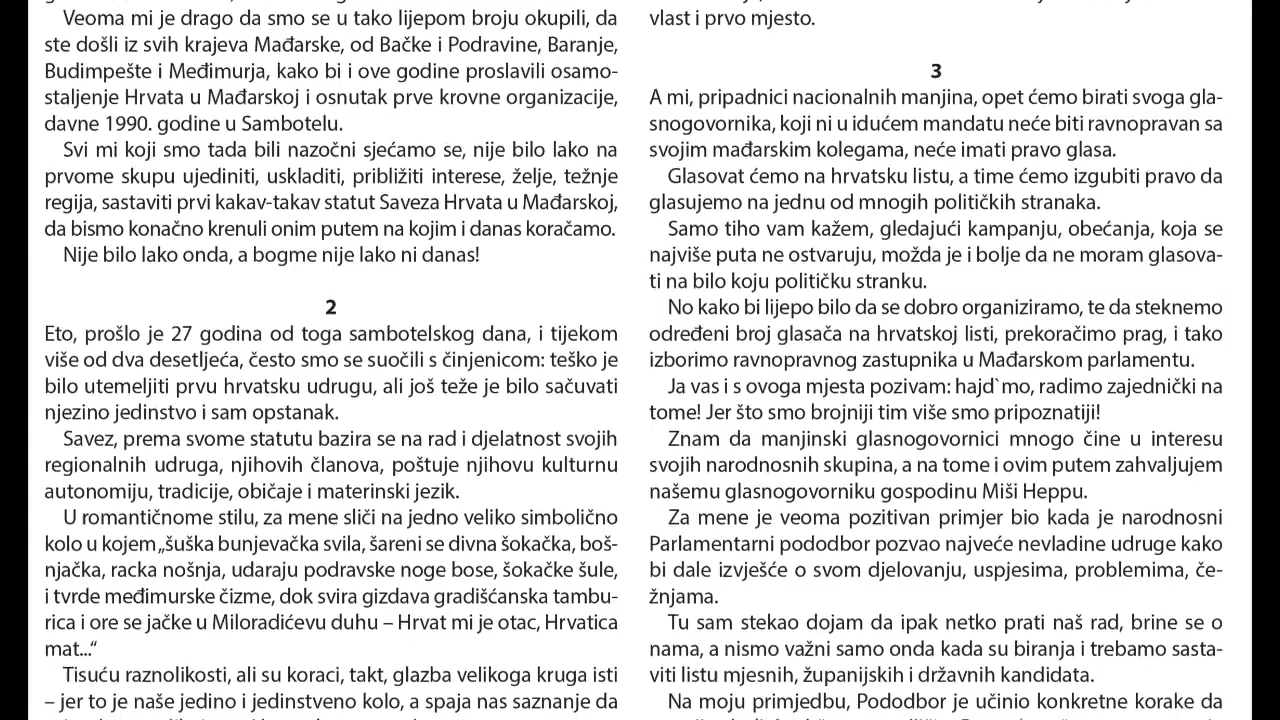 Veoma mi je drago da smo se u tako lijepom broju okupili, da
ste došli iz svih krajeva Mađarske, od Bačke i Podravine, Baranje,
Budimpešte i Međimurja, kako bi i ove godine proslavili osamo-
staljenje Hrvata u Mađarskoj i osnutak prve krovne organizacije,
davne 1990. godine u Sambotelu.
Svi mi koji smo tada bili nazočni sjećamo se, nije bilo lako na
prvome skupu ujediniti, uskladiti, približiti interese, želje, težnje
regija, sastaviti prvi kakav-takav statut Saveza Hrvata u Mađarskoj,
da bismo konačno krenuli onim putem na kojim i danas koračamo.
Nije bilo lako onda, a bogme nije lako ni danas!
2
Eto, prošlo je 27 godina od toga sambotelskog dana, i tijekom
više od dva desetljeća, često smo se suočili s činjenicom: teško je
bilo utemeljiti prvu hrvatsku udrugu, ali još teže je bilo sačuvati
njezino jedinstvo i sam opstanak.
Savez, prema svome statutu bazira se na rad i djelatnost svojih
regionalnih udruga, njihovih članova, poštuje njihovu kulturnu
autonomiju, tradicije, običaje i materinski jezik.
U romantičnome stilu, za mene sliči na jedno veliko simbolično
kolo u kojem „šuška bunjevačka svila, šareni se divna šokačka, boš-
njačka, racka nošnja, udaraju podravske noge bose, šokačke šule,
i tvrde međimurske čizme, dok svira gizdava gradišćanska tambu-
rica i ore se jačke u Miloradićevu duhu – Hrvat mi je otac, Hrvatica
mat...“
Tisuću raznolikosti, ali su koraci, takt, glazba velikoga kruga isti
– jer to je naše jedino i jedinstveno kolo, a spaja nas saznanje da
vlast i prvo mjesto.
3
A mi, pripadnici nacionalnih manjina, opet ćemo birati svoga gla-
snogovornika, koji ni u idućem mandatu neće biti ravnopravan sa
svojim mađarskim kolegama, neće imati pravo glasa.
Glasovat ćemo na hrvatsku listu, a time ćemo izgubiti pravo da
glasujemo na jednu od mnogih političkih stranaka.
Samo tiho vam kažem, gledajući kampanju, obećanja, koja se
najviše puta ne ostvaruju, možda je i bolje da ne moram glasova-
ti na bilo koju političku stranku.
No kako bi lijepo bilo da se dobro organiziramo, te da steknemo
određeni broj glasača na hrvatskoj listi, prekoračimo prag, i tako
izborimo ravnopravnog zastupnika u Mađarskom parlamentu.
Ja vas i s ovoga mjesta pozivam: hajd`mo, radimo zajednički na
tome! Jer što smo brojniji tim više smo pripoznatiji!
Znam da manjinski glasnogovornici mnogo čine u interesu
svojih narodnosnih skupina, a na tome i ovim putem zahvaljujem
našemu glasnogovorniku gospodinu Miši Heppu.
Za mene je veoma pozitivan primjer bio kada je narodnosni
Parlamentarni pododbor pozvao najveće nevladine udruge kako
bi dale izvješće o svom djelovanju, uspjesima, problemima, če-
žnjama.
Tu sam stekao dojam da ipak netko prati naš rad, brine se o
nama, a nismo važni samo onda kada su biranja i trebamo sasta-
viti listu mjesnih, županijskih i državnih kandidata.
Na moju primjedbu, Pododbor je učinio konkretne korake da